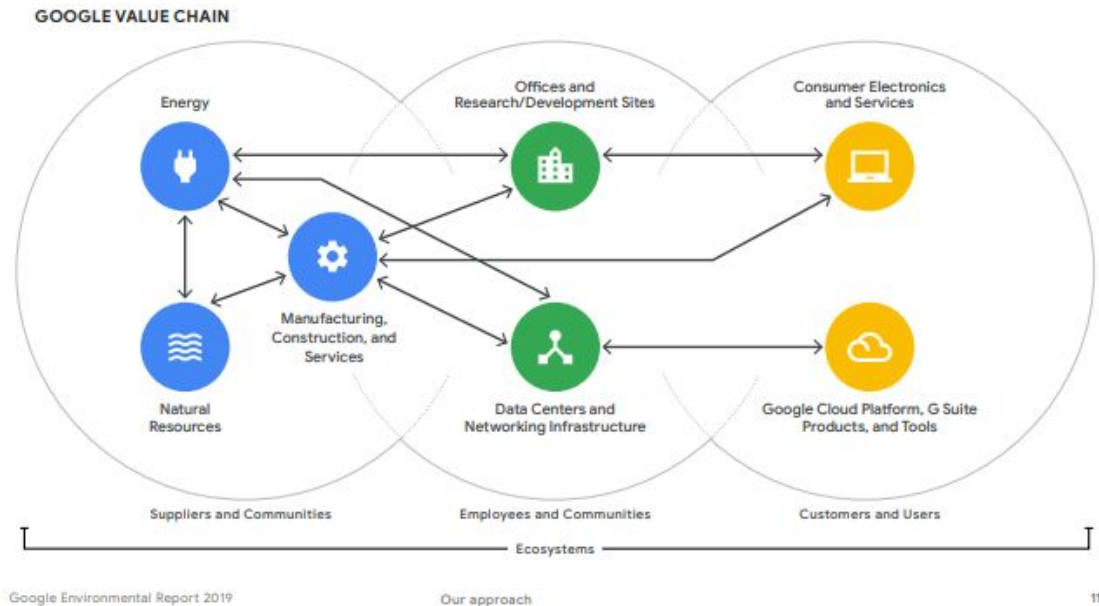 GOOGLE VALUE CHAIN
Energy
Offices and
Research/Development Sites
Consumer Electronics
and Services
Manufacturing,
Construction, and
Services
Natural
Resources
Data Centers and
Networking Infrastructure
Google Cloud Platform, G Suite
Products, and Tools
Suppliers and Communities
Employees and Communities
Customers and Users
Ecosystems
Google Environmental Report 2019
Our approach
11